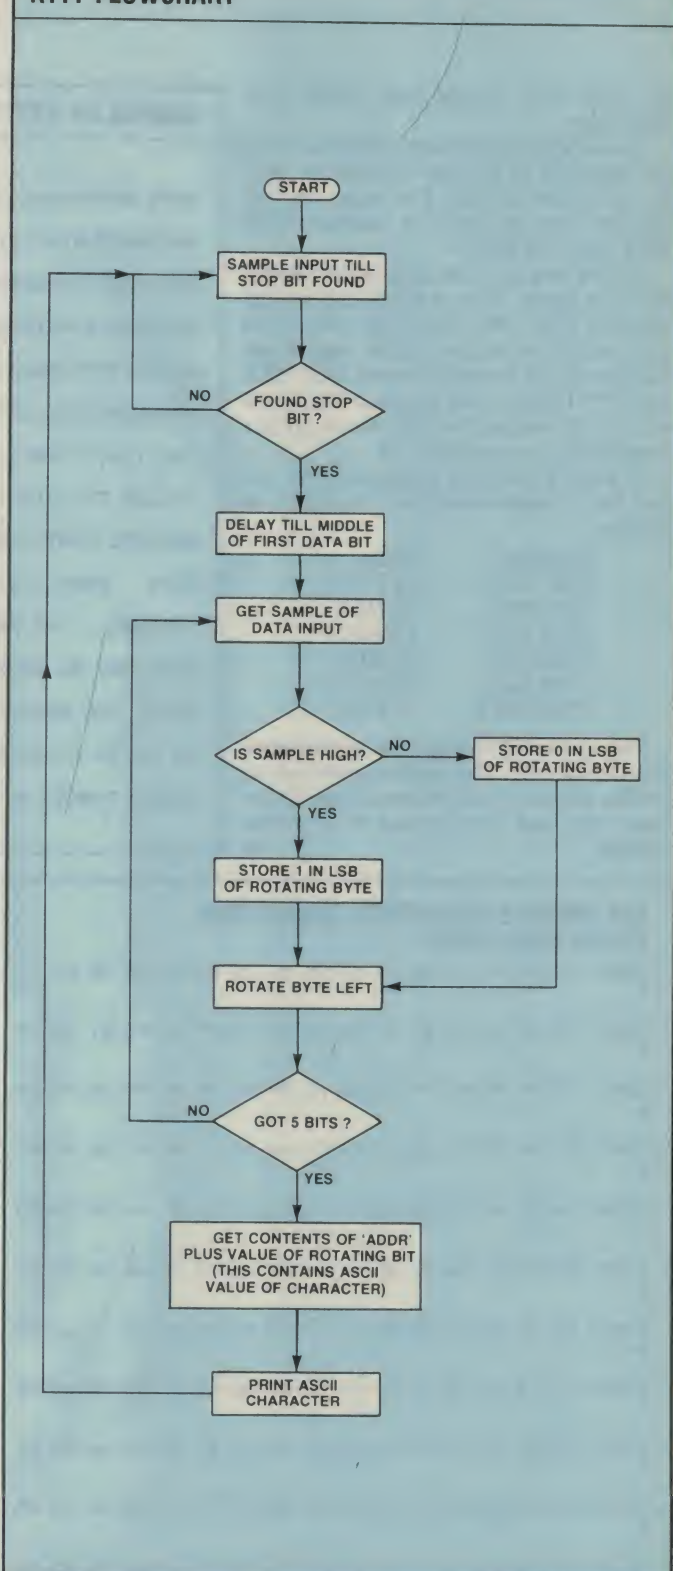 START
SAMPLE INPUT TILL
STOP BIT FOUND
NO
FOUND STOP
BIT ?
YES
DELAY TILL MIDDLE
OF FIRST DATA BIT
GET SAMPLE OF
DATA INPUT
IS SAMPLE HIGH?
NO
STORE 0 IN LSB
OF ROTATING BYTE
YES
STORE 1 IN LSB
OF ROTATING BYTE
ROTATE BYTE LEFT
NO
GOT 5 BITS ?
YES
GET CONTENTS OF 'ADDR'
PLUS VALUE OF ROTATING BIT
(THIS CONTAINS ASCII
VALUE OF CHARACTER)
PRINT ASCII
CHARACTER